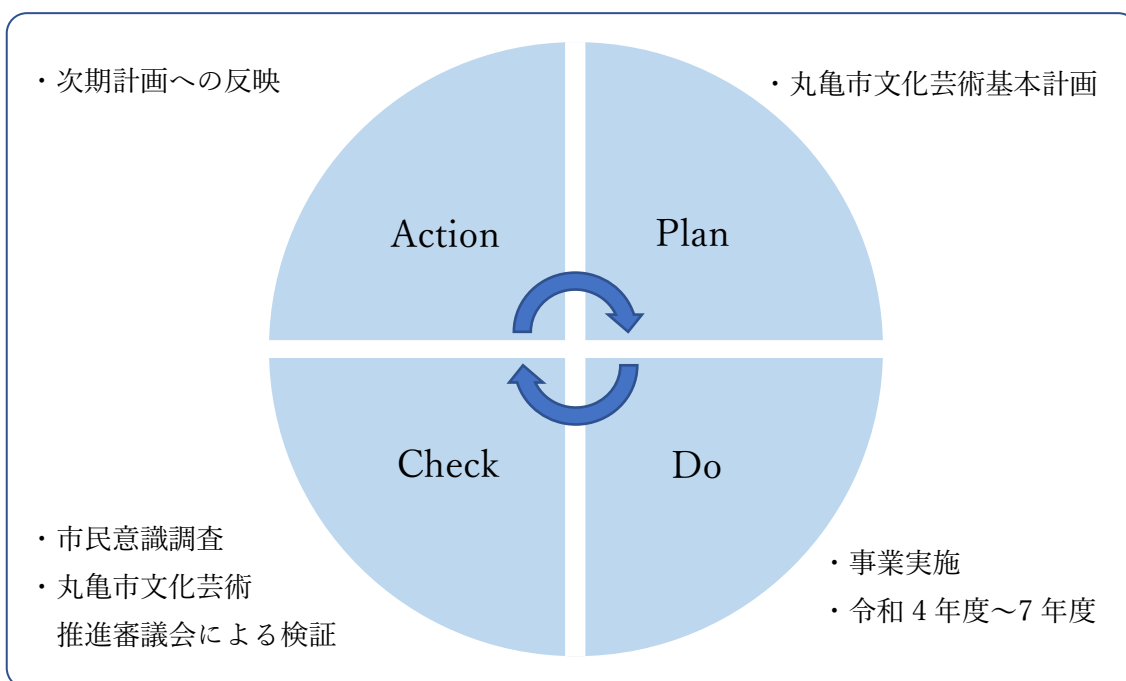 ・次期計画への反映
・丸亀市文化芸術基本計画
Action
Plan
Check
Do
・市民意識調査
・丸亀市文化芸術
推進審議会による検証
・事業実施
・令和 4 年度～7 年度